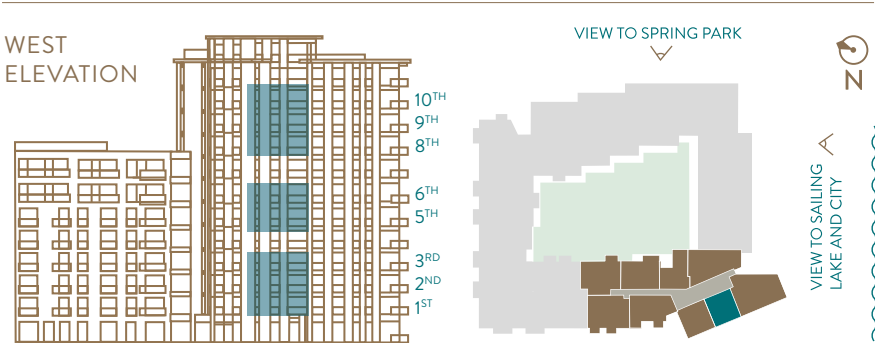 WEST
ELEVATION
10TH
9TH
8TH
6TH
5TH
3RD
2ND
1ST
VIEW TO SPRING PARK
VIEW TO SAILING
LAKE AND CITY
N